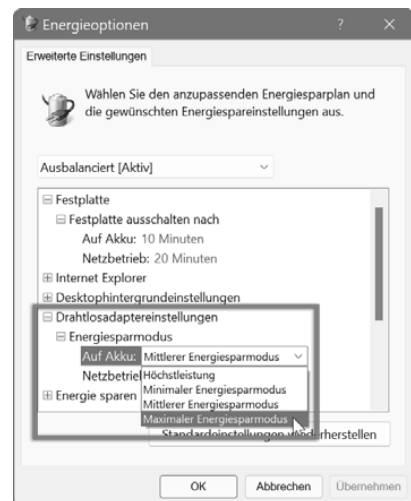 Energieoptionen
Erweiterte Einstellungen
Wählen Sie den anzupassenden Energiesparplan und
die gewünschten Energiespareinstellungen aus.
Ausbalanciert [Aktiv]
Festplatte
Festplatte ausschalten nach
Auf Akku: 10 Minuten
Netzbetrieb: 20 Minuten
Internet Explorer
Desktophintergrundeinstellungen
Drahtlosadaptereinstellungen
Energiesparmodus
Auf Akku: Mittlerer Energiesparmodus
Netzbetrie
Höchstleistung
Minimaler Energiesparmodus
Mittlerer Energiesparmodus
Maximaler Energiesparmodus
Energie sparen
Standardeinstellungen wiederherstellen
OK Abbrechen Übernehmen